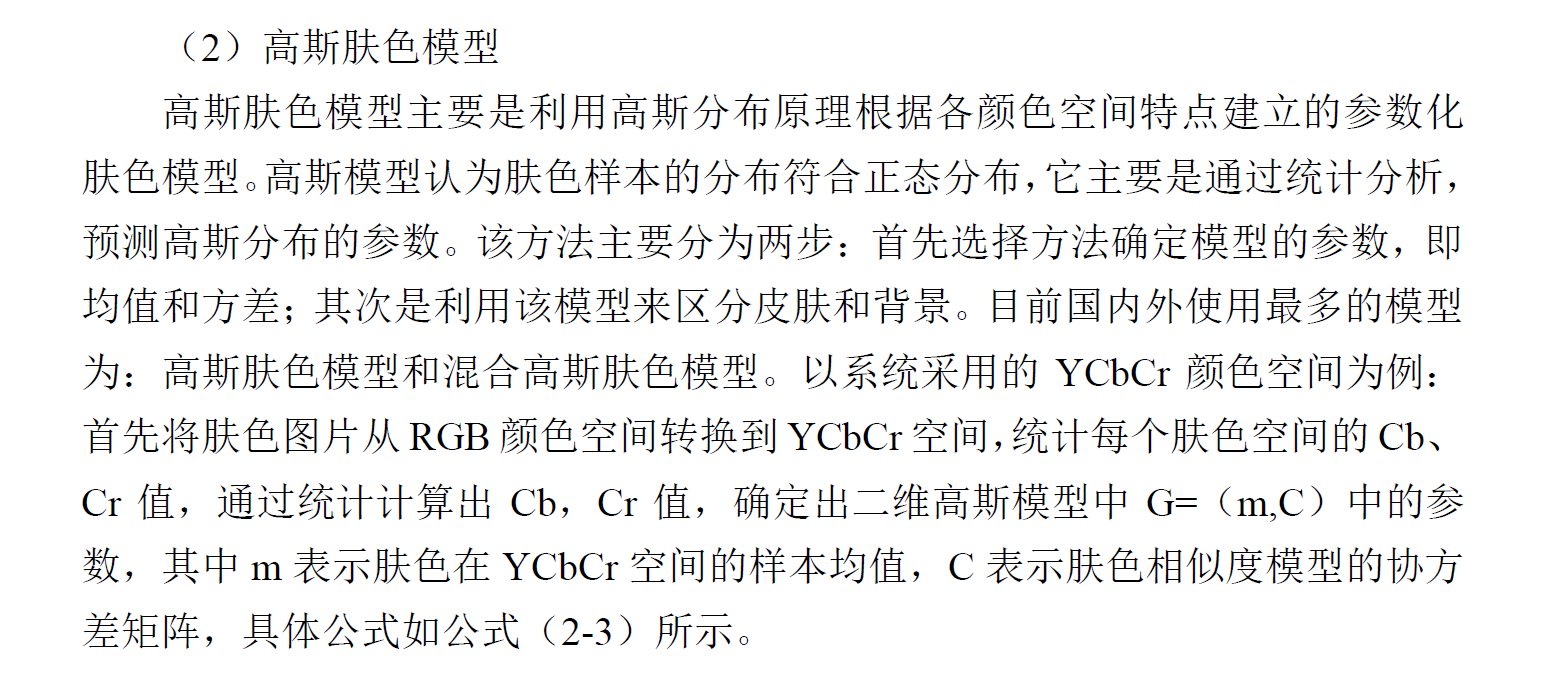 （2）高斯肤色模型
高斯肤色模型主要是利用高斯分布原理根据各颜色空间特点建立的参数化
肤色模型。高斯模型认为肤色样本的分布符合正态分布，它主要是通过统计分析，
预测高斯分布的参数。该方法主要分为两步：首先选择方法确定模型的参数，即
均值和方差；其次是利用该模型来区分皮肤和背景。目前国内外使用最多的模型
为：高斯肤色模型和混合高斯肤色模型。以系统采用的 YCbCr 颜色空间为例：
首先将肤色图片从 RGB 颜色空间转换到 YCbCr 空间，统计每个肤色空间的 Cb、
Cr 值，通过统计计算出 Cb，Cr 值，确定出二维高斯模型中 G=（m,C）中的参
数，其中 m 表示肤色在 YCbCr 空间的样本均值，C 表示肤色相似度模型的协方
差矩阵，具体公式如公式（2-3）所示。